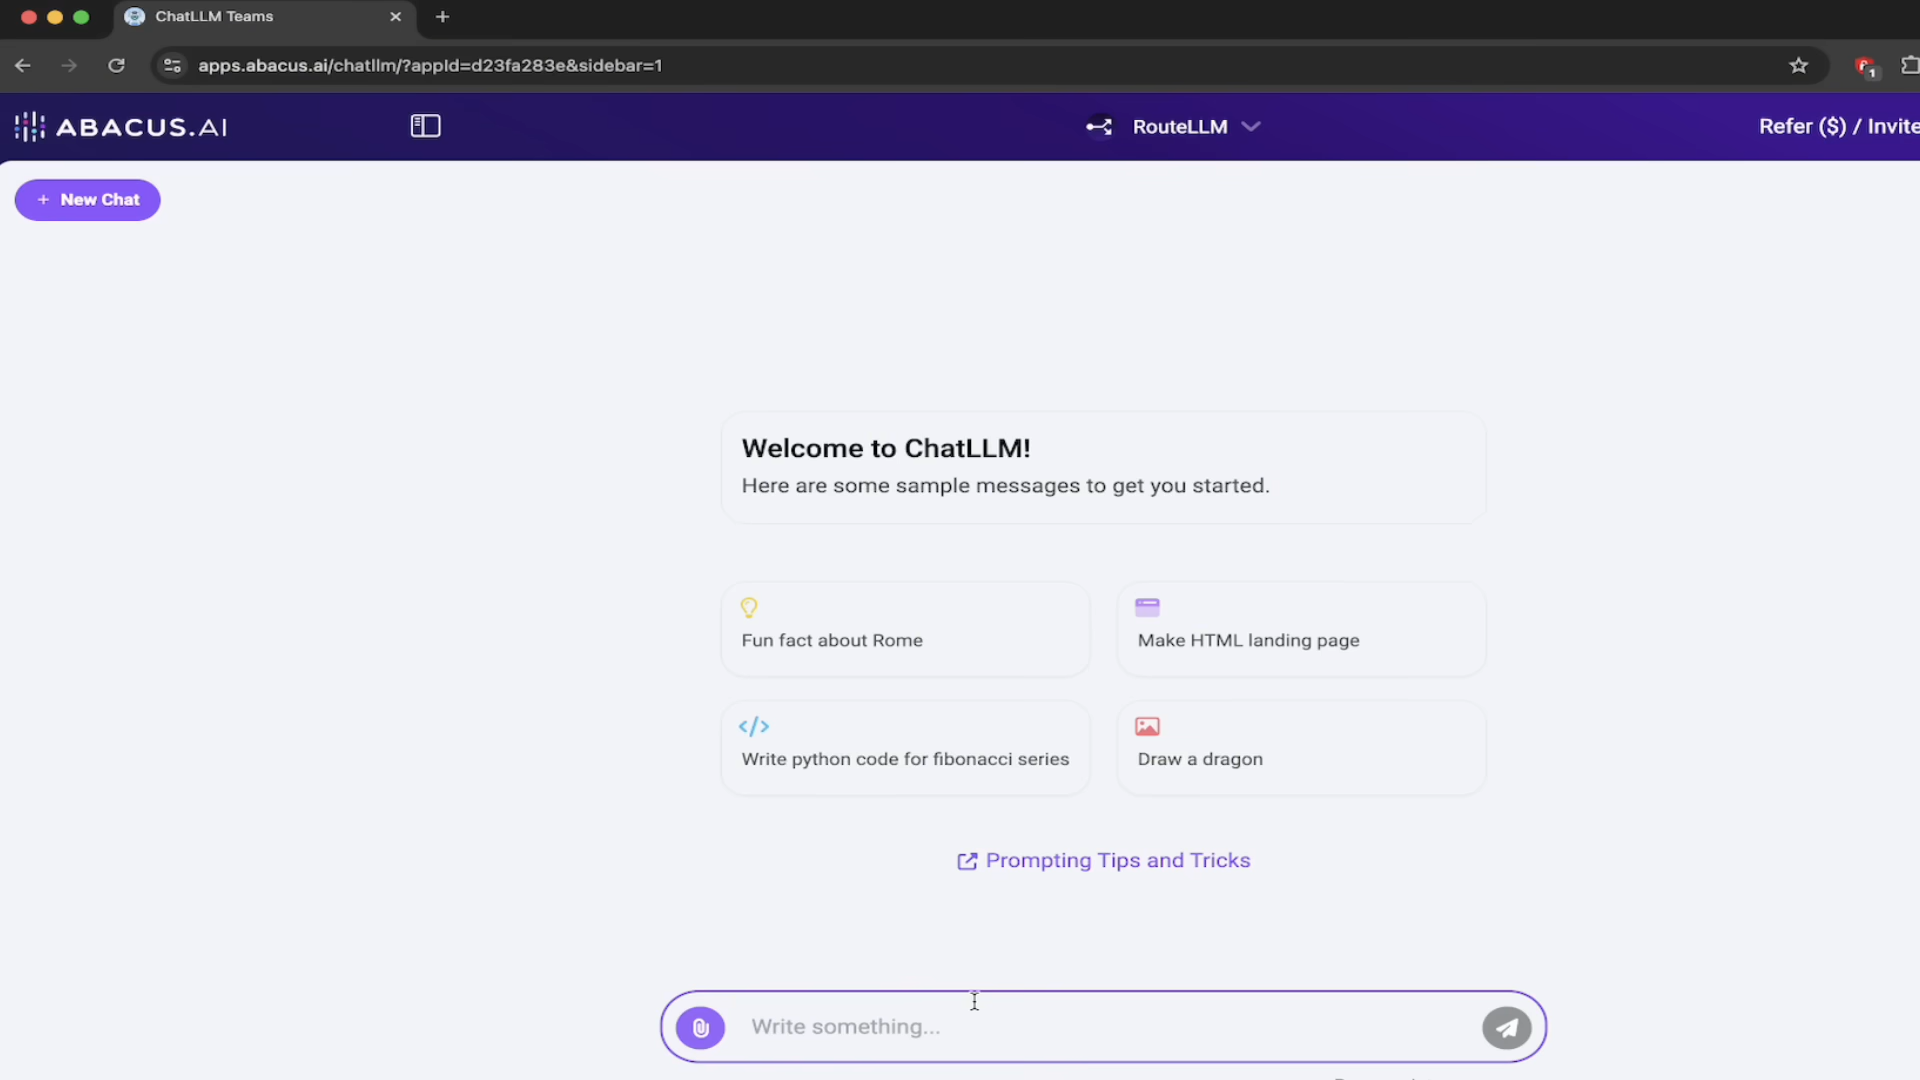 ChatLLM Teams
apps.abacus.ai/chatllm/?appId=d23fa283e&sidebar=1
1
ABACUS.AI
RouteLLM
Refer ($) / Invite
+ New Chat
Welcome to ChatLLM!
Here are some sample messages to get you started.
Fun fact about Rome
Make HTML landing page
</>
Write python code for fibonacci series
Draw a dragon
Prompting Tips and Tricks
Write something...